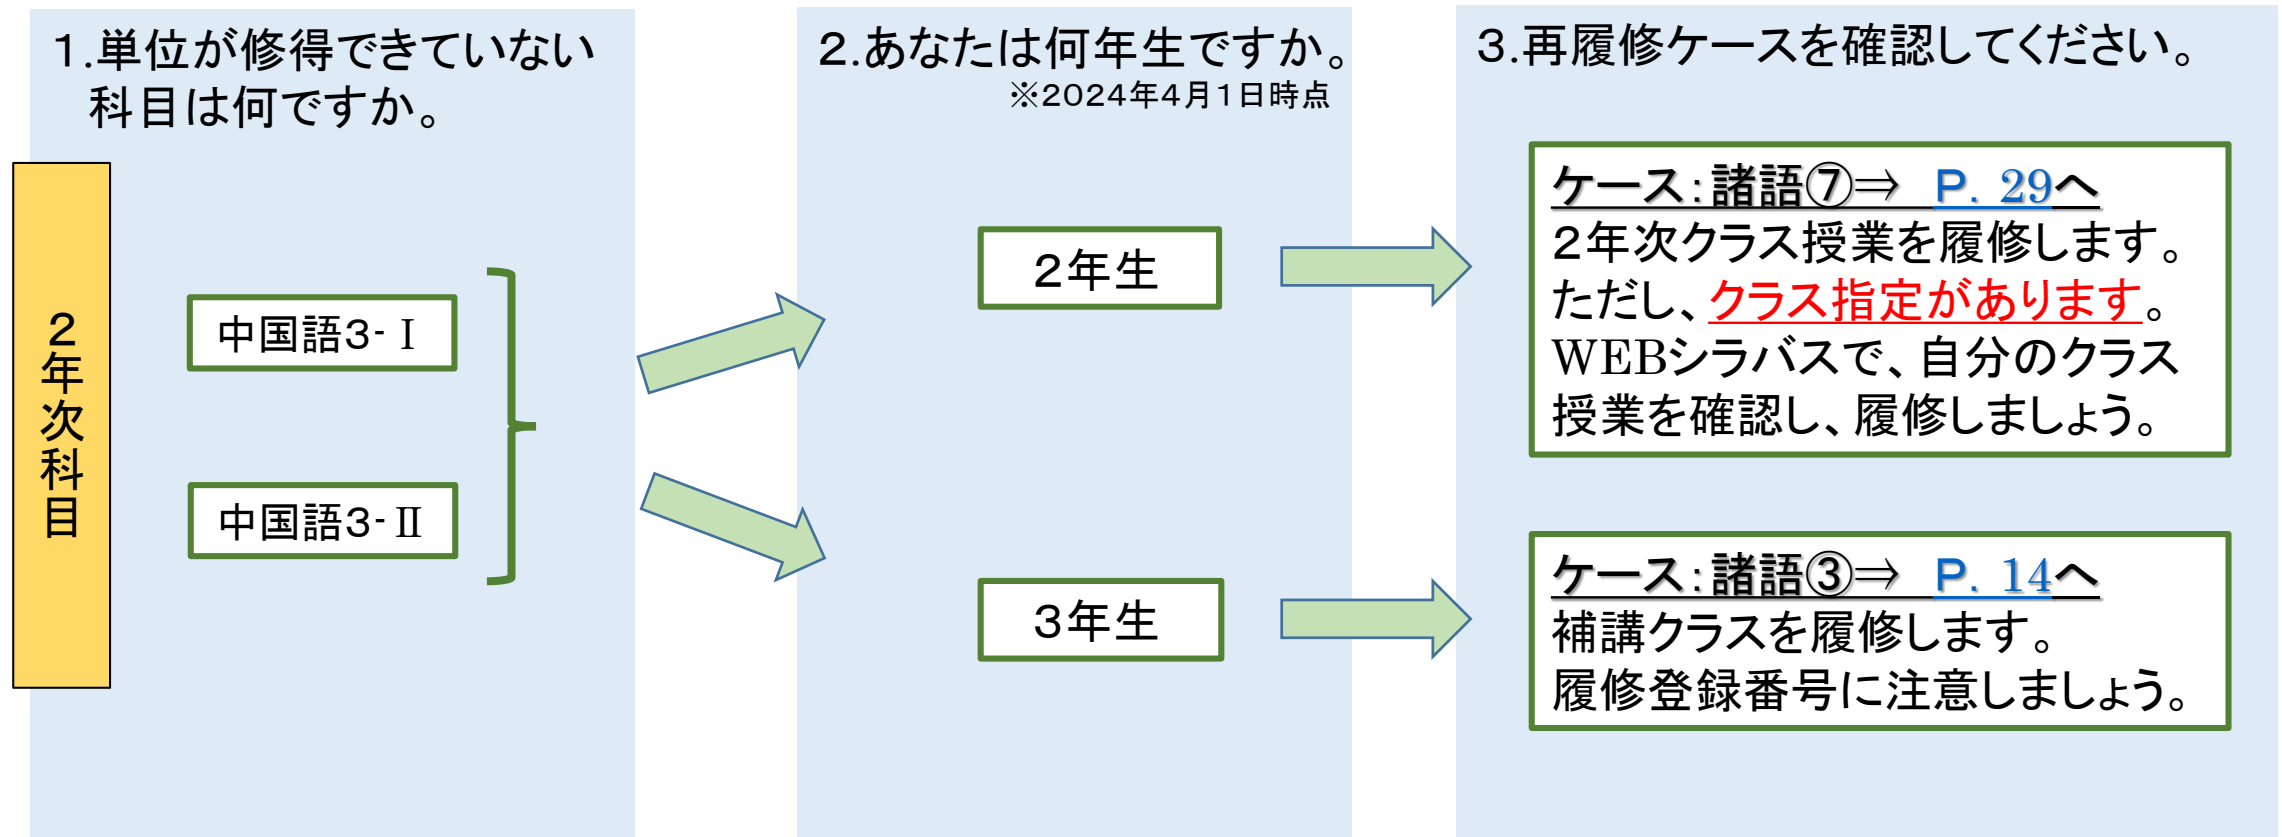 1.単位が修得できていない
科目は何ですか。
2年次科目
中国語3-Ⅰ
中国語3-Ⅱ
2.あなたは何年生ですか。
※2024年4月1日時点
2年生
3年生
3.再履修ケースを確認してください。
ケース:諸語⑦⇒ P. 29へ
2年次クラス授業を履修します。
ただし、クラス指定があります。
WEBシラバスで、自分のクラス
授業を確認し、履修しましょう。
ケース:諸語③⇒ P. 14へ
補講クラスを履修します。
履修登録番号に注意しましょう。